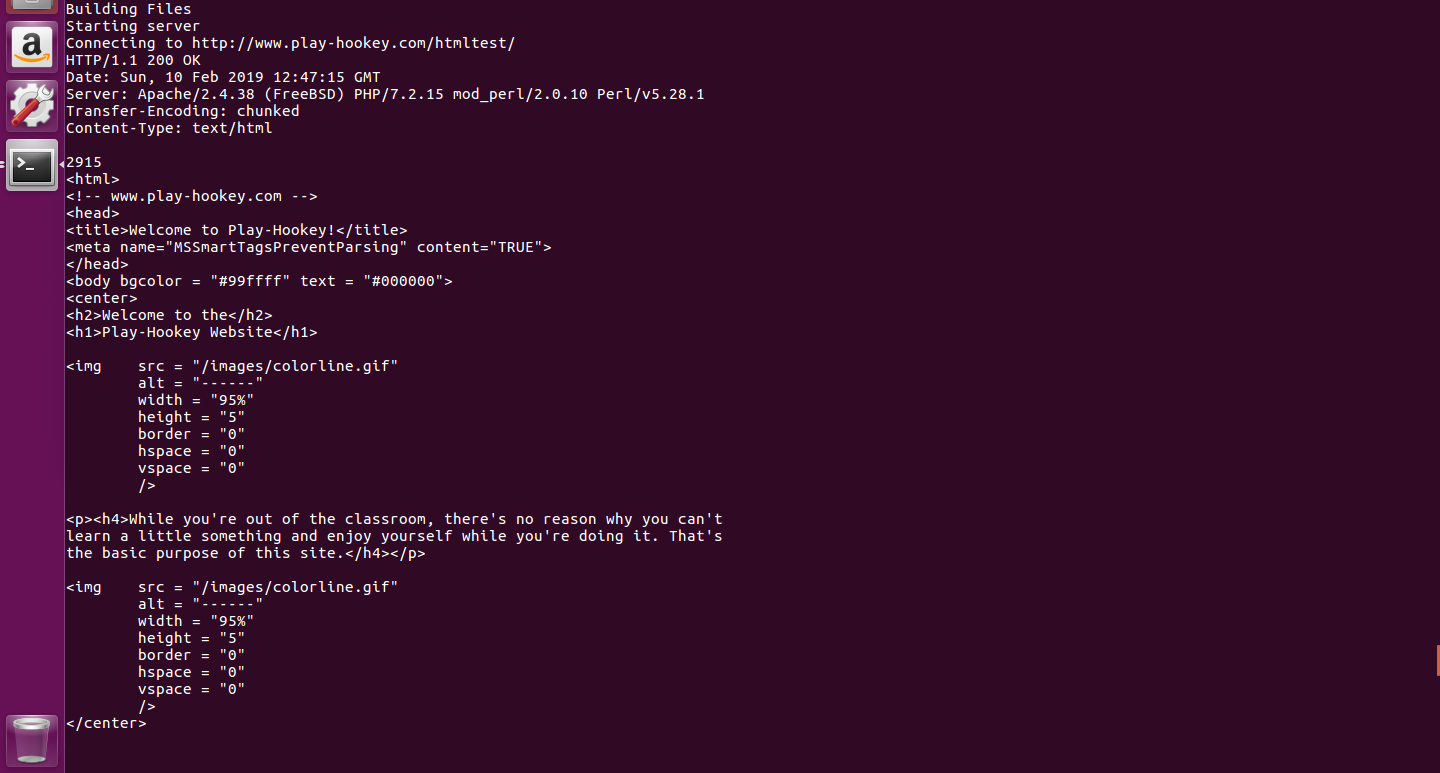 Building Files
Starting server
Connecting to http://www.play-hookey.com/htmltest/
HTTP/1.1 200 OK
Date: Sun, 10 Feb 2019 12:47:15 GMT
Server: Apache/2.4.38 (FreeBSD) PHP/7.2.15 mod_perl/2.0.10 Perl/v5.28.1
Transfer-Encoding: chunked
Content-Type: text/html

2915
<html>
<!-- www.play-hookey.com -->
<head>
<title>Welcome to Play-Hookey!</title>
<meta name="MSSmartTagsPreventParsing" content="TRUE">
</head>
<body bgcolor = "#99ffff" text = "#000000">
<center>
<h2>Welcome to the</h2>
<h1>Play-Hookey Website</h1>

<img    src = "/images/colorline.gif"
        alt = "------"
        width = "95%"
        height = "5"
        border = "0"
        hspace = "0"
        vspace = "0"
        />

<p><h4>While you're out of the classroom, there's no reason why you can't
learn a little something and enjoy yourself while you're doing it. That's
the basic purpose of this site.</h4></p>

<img    src = "/images/colorline.gif"
        alt = "------"
        width = "95%"
        height = "5"
        border = "0"
        hspace = "0"
        vspace = "0"
        />
</center>